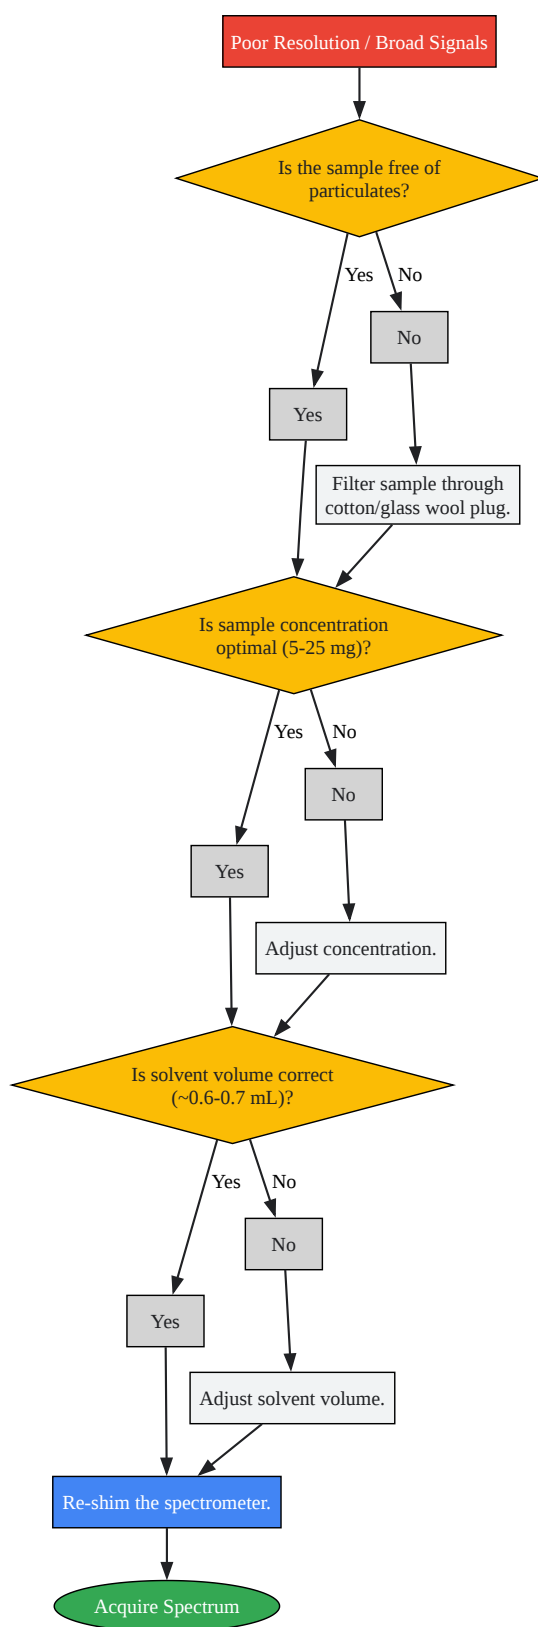 Poor Resolution / Broad Signals
Is the sample free of
particulates?
Yes
No
No
Yes
Filter sample through
cotton/glass wool plug.
Is sample concentration
optimal (5-25 mg)?
Yes
No
No
Yes
Adjust concentration.
Is solvent volume correct
(~0.6-0.7 mL)?
Yes
No
No
Yes
Adjust solvent volume.
Re-shim the spectrometer.
Acquire Spectrum